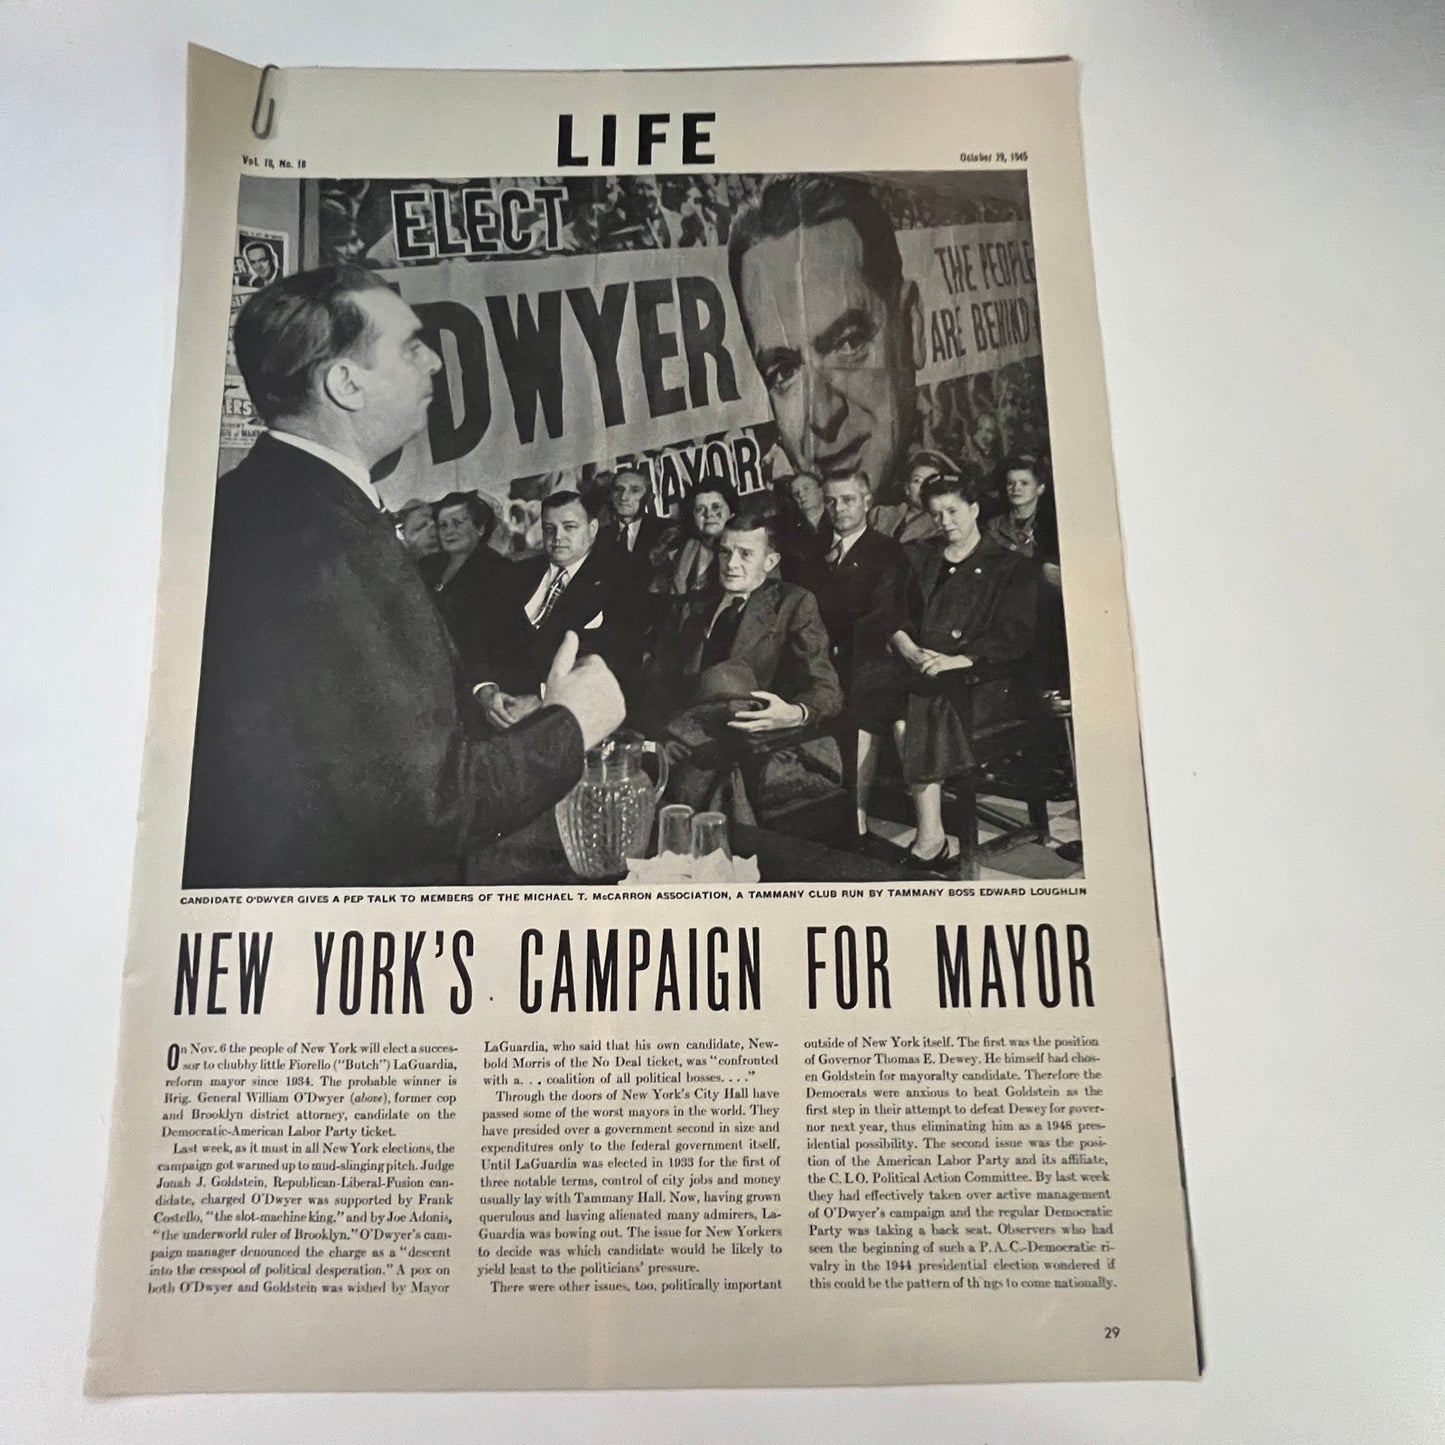 LIFE
Vol. 18, No. 18
October 29, 1945
ELECT
O'DWYER
MAYOR
THE PEOPLE
ARE BEHIND
CANDIDATE O'DWYER GIVES A PEP TALK TO MEMBERS OF THE MICHAEL T. McCARRON ASSOCIATION, A TAMMANY CLUB RUN BY TAMMANY BOSS EDWARD LOUGHLIN
NEW YORK'S CAMPAIGN FOR MAYOR
On Nov. 6 the people of New York will elect a succes-
sor to chubby little Fiorello ("Butch") LaGuardia,
reform mayor since 1934. The probable winner is
Brig. General William O'Dwyer (above), former cop
and Brooklyn district attorney, candidate on the
Democratic-American Labor Party ticket.
Last week, as it must in all New York elections, the
campaign got warmed up to mud-slinging pitch. Judge
Jonah J. Goldstein, Republican-Liberal-Fusion can-
didate, charged O'Dwyer was supported by Frank
Costello, "the slot-machine king," and by Joe Adonis,
"the underworld ruler of Brooklyn." O'Dwyer's cam-
paign manager denounced the charge as a "descent
into the cesspool of political desperation." A pox on
both O'Dwyer and Goldstein was wished by Mayor
LaGuardia, who said that his own candidate, New-
bold Morris of the No Deal ticket, was "confronted
with a. . . coalition of all political bosses. . . ."
Through the doors of New York's City Hall have
passed some of the worst mayors in the world. They
have presided over a government second in size and
expenditures only to the federal government itself.
Until LaGuardia was elected in 1933 for the first of
three notable terms, control of city jobs and money
usually lay with Tammany Hall. Now, having grown
querulous and having alienated many admirers, La-
Guardia was bowing out. The issue for New Yorkers
to decide was which candidate would be likely to
yield least to the politicians' pressure.
There were other issues, too, politically important
outside of New York itself. The first was the position
of Governor Thomas E. Dewey. He himself had chos-
en Goldstein for mayoralty candidate. Therefore the
Democrats were anxious to beat Goldstein as the
first step in their attempt to defeat Dewey for gover-
nor next year, thus eliminating him as a 1948 pres-
idential possibility. The second issue was the posi-
tion of the American Labor Party and its affiliate,
the C.I.O. Political Action Committee. By last week
they had effectively taken over active management
of O'Dwyer's campaign and the regular Democratic
Party was taking a back seat. Observers who had
seen the beginning of such a P.A.C.-Democratic ri-
valry in the 1944 presidential election wondered if
this could be the pattern of th ngs to come nationally.
29